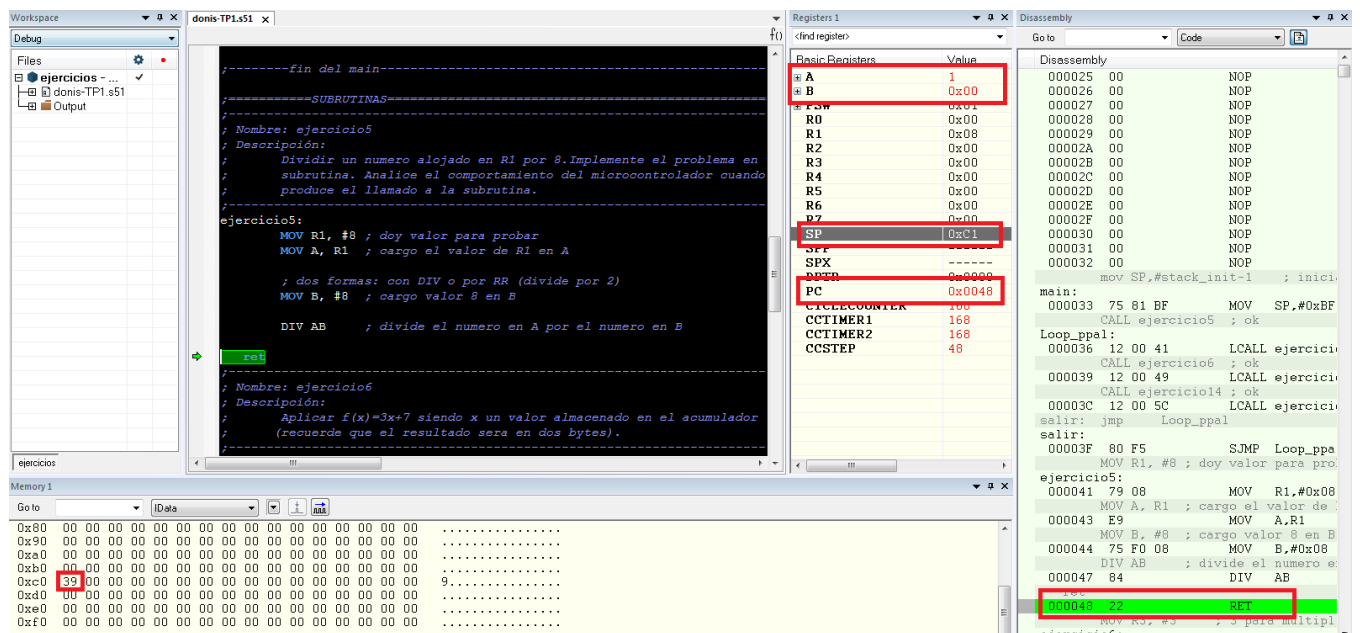 Workspace
Debug
Files
ejercicios - ...
donis-TP1.s51
Output
ejercicios
donis-TP1.s51 x
f()
;--------fin del main-----------------------------------------------
;===========SUBRUTINAS==============================================
;-------------------------------------------------------------------
; Nombre: ejercicio5
; Descripción:
; Dividir un numero alojado en R1 por 8.Implemente el problema en
; subrutina. Analice el comportamiento del microcontrolador cuando
; produce el llamado a la subrutina.
;-------------------------------------------------------------------
ejercicio5:
MOV R1, #8 ; doy valor para probar
MOV A, R1 ; cargo el valor de R1 en A
; dos formas: con DIV o por RR (divide por 2)
MOV B, #8 ; cargo valor 8 en B
DIV AB ; divide el numero en A por el numero en B
ret
;-------------------------------------------------------------------
; Nombre: ejercicio6
; Descripción:
; Aplicar f(x)=3x+7 siendo x un valor almacenado en el acumulador
; (recuerde que el resultado sera en dos bytes).
;-------------------------------------------------------------------
Registers 1
<find register>
Basic Registers Value
A 1
B 0x00
PSW 0x01
R0 0x00
R1 0x08
R2 0x00
R3 0x00
R4 0x00
R5 0x00
R6 0x00
R7 0x00
SP 0xC1
SPP ------
SPX ------
DPTR 0x0000
PC 0x0048
CYCLECOUNTER 168
CCTIMER1 168
CCTIMER2 168
CCSTEP 48
Disassembly
Go to Code
Disassembly
000025 00 NOP
000026 00 NOP
000027 00 NOP
000028 00 NOP
000029 00 NOP
00002A 00 NOP
00002B 00 NOP
00002C 00 NOP
00002D 00 NOP
00002E 00 NOP
00002F 00 NOP
000030 00 NOP
000031 00 NOP
000032 00 NOP
mov SP,#stack_init-1 ; inici
main:
000033 75 81 BF MOV SP,#0xBF
CALL ejercicio5 ; ok
Loop_ppal:
000036 12 00 41 LCALL ejercici
CALL ejercicio6 ; ok
000039 12 00 49 LCALL ejercici
CALL ejercicio14 ; ok
00003C 12 00 5C LCALL ejercici
salir: jmp Loop_ppal
salir:
00003F 80 F5 SJMP Loop_ppa
MOV R1, #8 ; doy valor para pro
ejercicio5:
000041 79 08 MOV R1,#0x08
MOV A, R1 ; cargo el valor de
000043 E9 MOV A,R1
MOV B, #8 ; cargo valor 8 en B
000044 75 F0 08 MOV B,#0x08
DIV AB ; divide el numero e
000047 84 DIV AB
ret
000048 22 RET
MOV R3, #3 ; 3 para multipl
Memory 1
Go to IData
0x80 00 00 00 00 00 00 00 00 00 00 00 00 00 00 00 00 ................
0x90 00 00 00 00 00 00 00 00 00 00 00 00 00 00 00 00 ................
0xa0 00 00 00 00 00 00 00 00 00 00 00 00 00 00 00 00 ................
0xb0 00 00 00 00 00 00 00 00 00 00 00 00 00 00 00 00 ................
0xc0 39 00 00 00 00 00 00 00 00 00 00 00 00 00 00 00 9...............
0xd0 00 00 00 00 00 00 00 00 00 00 00 00 00 00 00 00 ................
0xe0 00 00 00 00 00 00 00 00 00 00 00 00 00 00 00 00 ................
0xf0 00 00 00 00 00 00 00 00 00 00 00 00 00 00 00 00 ................